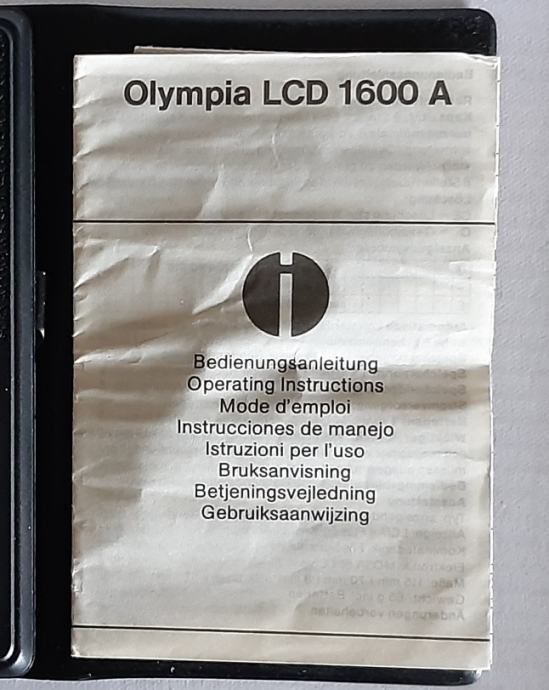 Olympia LCD 1600 A
Bedienungsanleitung
Operating Instructions
Mode d'emploi
Instrucciones de manejo
Istruzioni per l'uso
Bruksanvisning
Betjeningsvejledning
Gebruiksaanwijzing